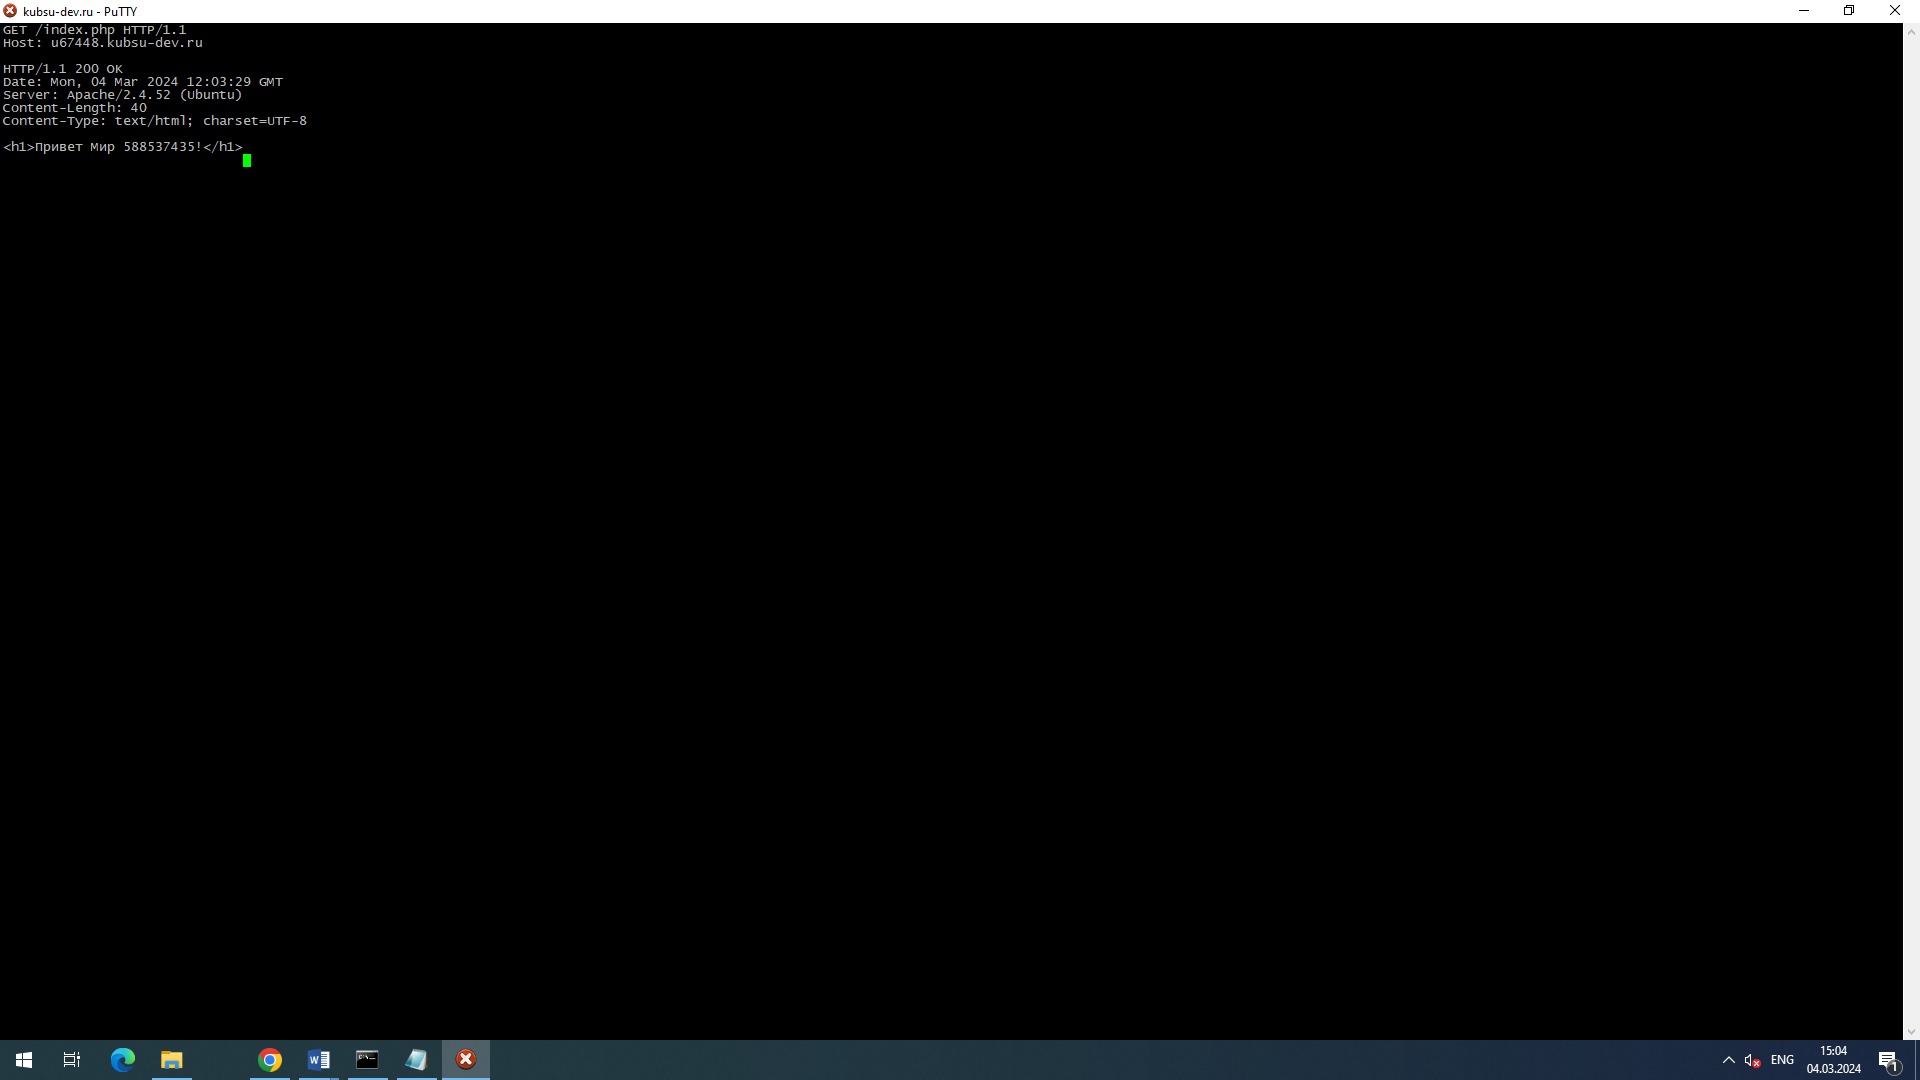 kubsu-dev.ru - PuTTY
GET /index.php HTTP/1.1
Host: u67448.kubsu-dev.ru
HTTP/1.1 200 OK
Date: Mon, 04 Mar 2024 12:03:29 GMT
Server: Apache/2.4.52 (Ubuntu)
Content-Length: 40
Content-Type: text/html; charset=UTF-8
<h1>Привет Мир 588537435!</h1>
ENG
15:04
04.03.2024
1